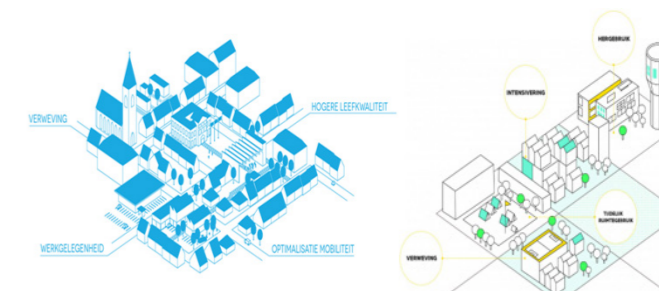 VERWEVING
HOGERE LEEFKWALITEIT
WERKGELEGENHEID
OPTIMALISATIE MOBILITEIT
HERGEBRUIK
INTENSIVERING
TIJDELIJK
RUIMTEGEBRUIK
VERWEVING